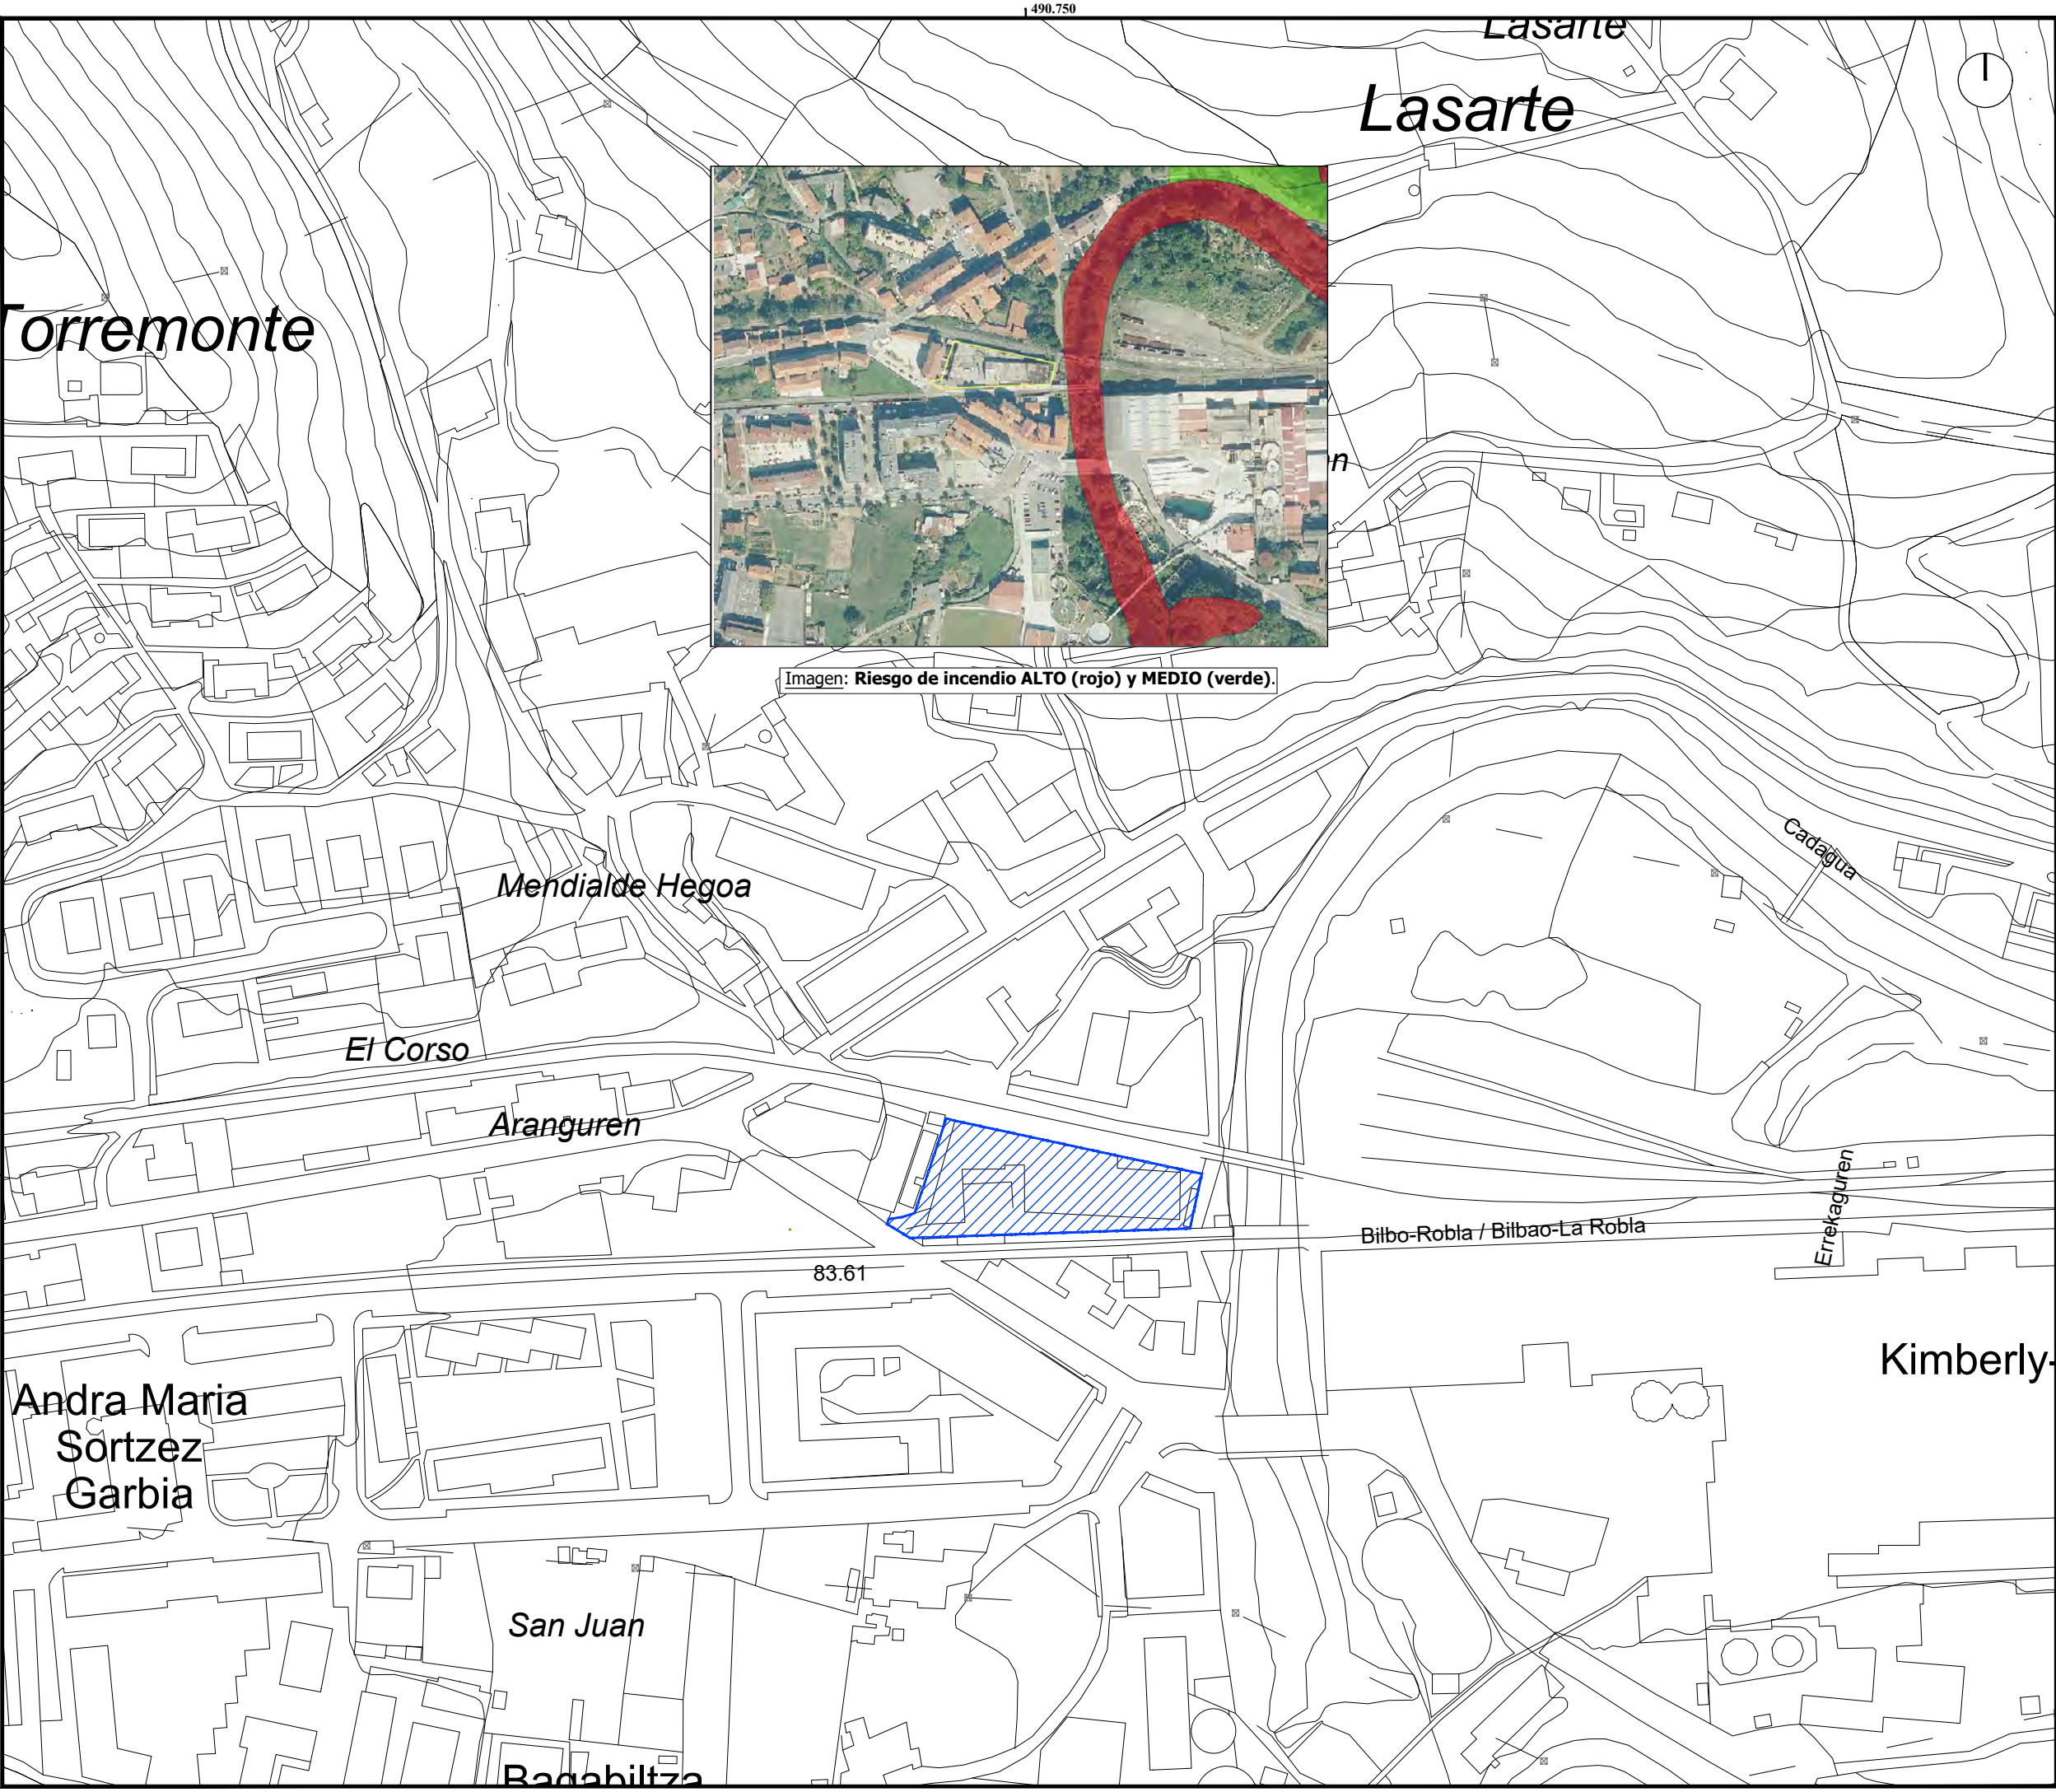 490.750
Lasarte
Lasarte
Torremonte
n
Imagen: Riesgo de incendio ALTO (rojo) y MEDIO (verde).
Cadagua
Mendialde Hegoa
El Corso
Aranguren
Errekaguren
Bilbo-Robla / Bilbao-La Robla
83.61
Kimberly-
Andra Maria
Sortzez
Garbia
San Juan
Bagabiltza